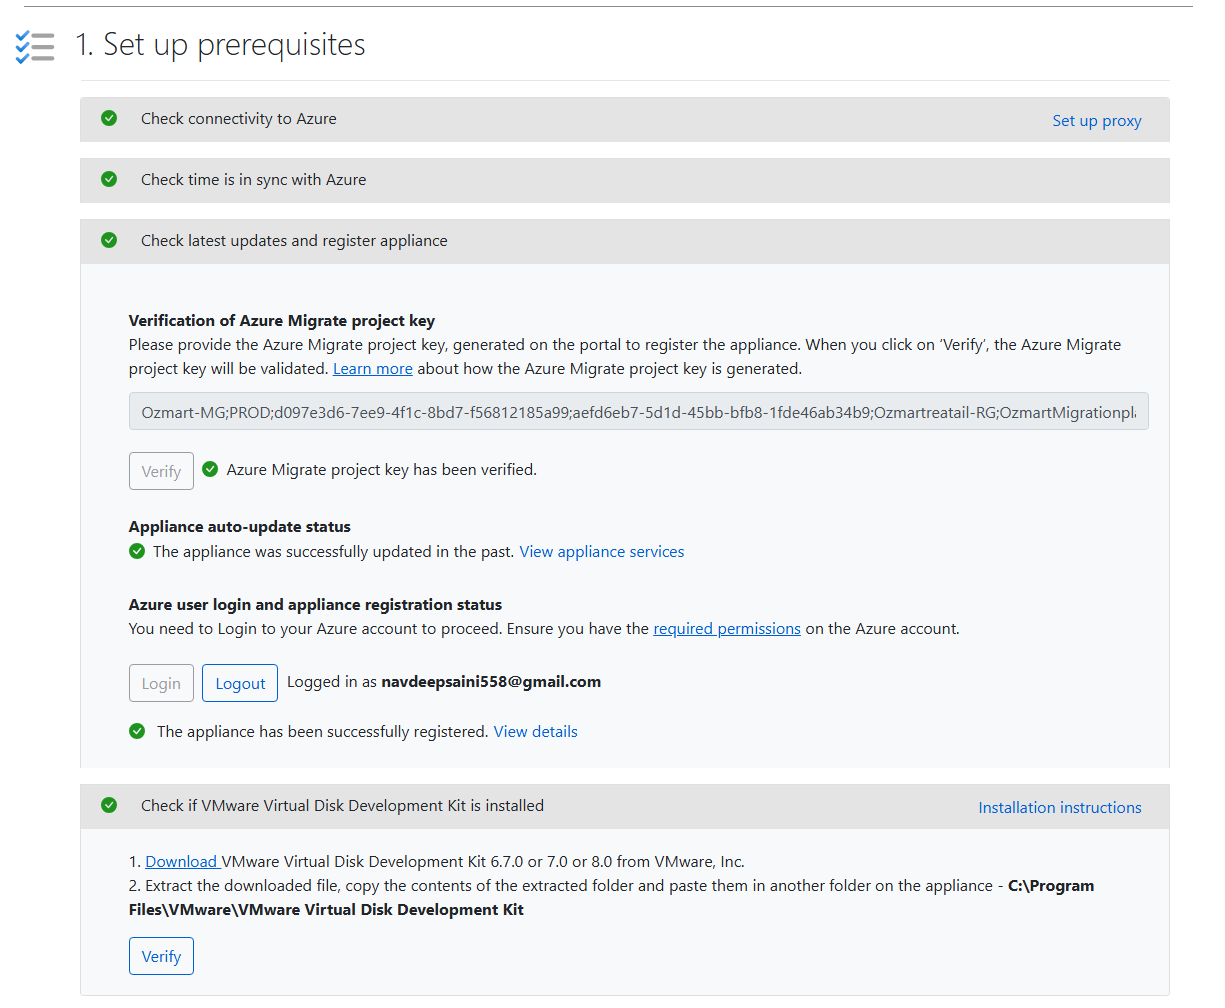 1. Set up prerequisites
Check connectivity to Azure
Set up proxy
Check time is in sync with Azure
Check latest updates and register appliance
Verification of Azure Migrate project key
Please provide the Azure Migrate project key, generated on the portal to register the appliance. When you click on ‘Verify’, the Azure Migrate
project key will be validated. Learn more about how the Azure Migrate project key is generated.
Ozmart-MG;PROD;d097e3d6-7ee9-4f1c-8bd7-f56812185a99;aefd6eb7-5d1d-45bb-bfb8-1fde46ab34b9;Ozmartreatail-RG;OzmartMigrationpl
Verify
Azure Migrate project key has been verified.
Appliance auto-update status
The appliance was successfully updated in the past. View appliance services
Azure user login and appliance registration status
You need to Login to your Azure account to proceed. Ensure you have the required permissions on the Azure account.
Login
Logout
Logged in as navdeepsaini558@gmail.com
The appliance has been successfully registered. View details
Check if VMware Virtual Disk Development Kit is installed
Installation instructions
1. Download VMware Virtual Disk Development Kit 6.7.0 or 7.0 or 8.0 from VMware, Inc.
2. Extract the downloaded file, copy the contents of the extracted folder and paste them in another folder on the appliance - C:\Program
Files\VMware\VMware Virtual Disk Development Kit
Verify